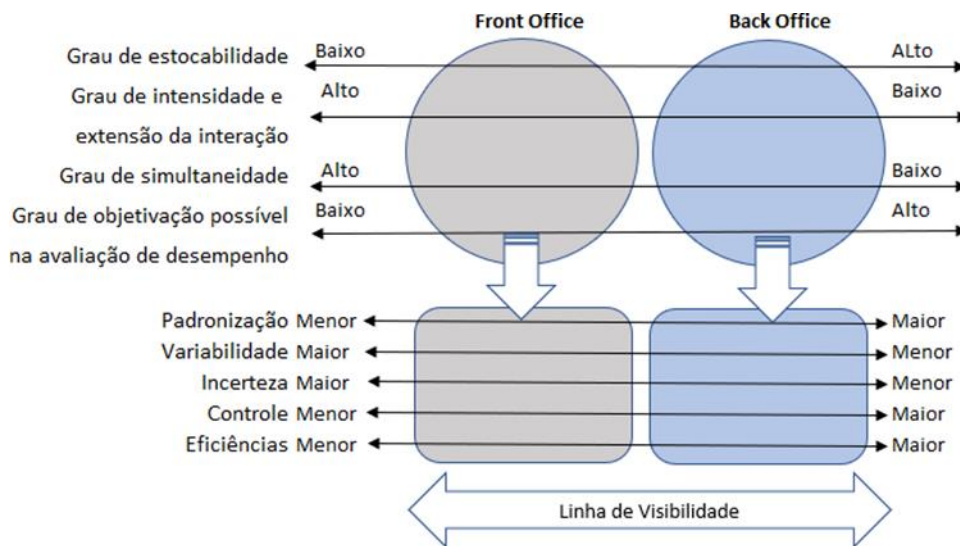 Front Office Back Office
Grau de estocabilidade Baixo ALto
Grau de intensidade e Alto Baixo
extensão da interação
Grau de simultaneidade Alto Baixo
Grau de objetivação possível Baixo Alto
na avaliação de desempenho
Padronização Menor Maior
Variabilidade Maior Menor
Incerteza Maior Menor
Controle Menor Maior
Eficiências Menor Maior
Linha de Visibilidade